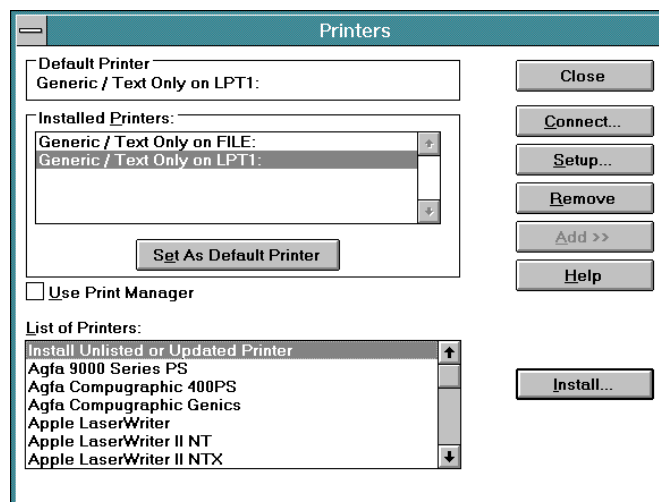 Printers
Default Printer
Generic / Text Only on LPT1:
Installed Printers:
Generic / Text Only on FILE:
Generic / Text Only on LPT1:
Set As Default Printer
Use Print Manager
List of Printers:
Install Unlisted or Updated Printer
Agfa 9000 Series PS
Agfa Compugraphic 400PS
Agfa Compugraphic Genics
Apple LaserWriter
Apple LaserWriter II NT
Apple LaserWriter II NTX
Close
Connect...
Setup...
Remove
Add >>
Help
Install...